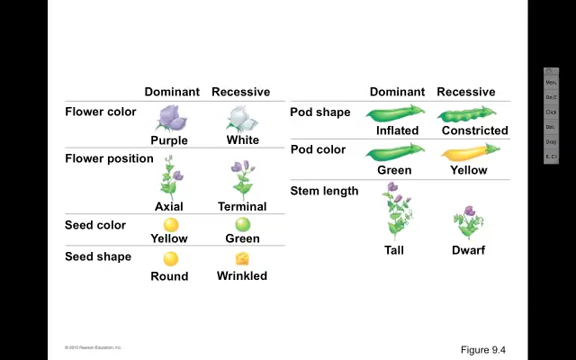 Dominant Recessive
Flower color
Purple White
Flower position
Axial Terminal
Seed color
Yellow Green
Seed shape
Round Wrinkled
Dominant Recessive
Pod shape
Inflated Constricted
Pod color
Green Yellow
Stem length
Tall Dwarf
Figure 9.4